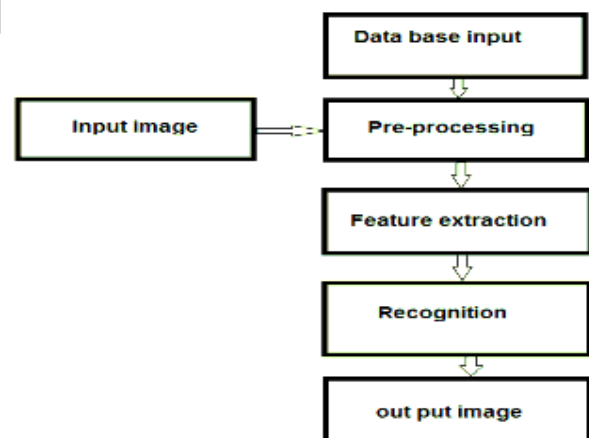 Data base input
Input image
Pre-processing
Feature extraction
Recognition
out put image